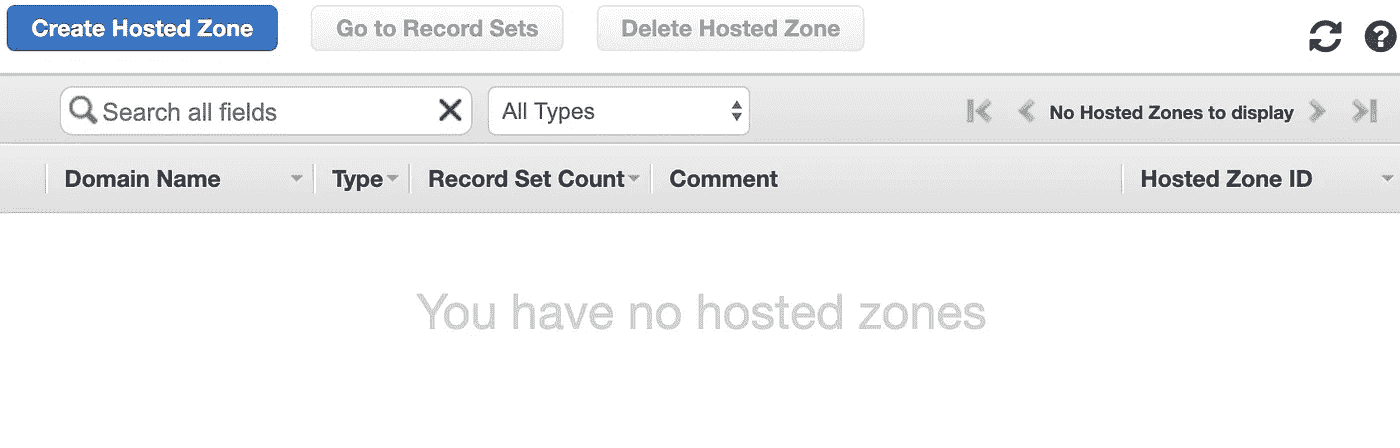 Create Hosted Zone Go to Record Sets Delete Hosted Zone
Search all fields All Types No Hosted Zones to display
Domain Name Type Record Set Count Comment Hosted Zone ID
You have no hosted zones